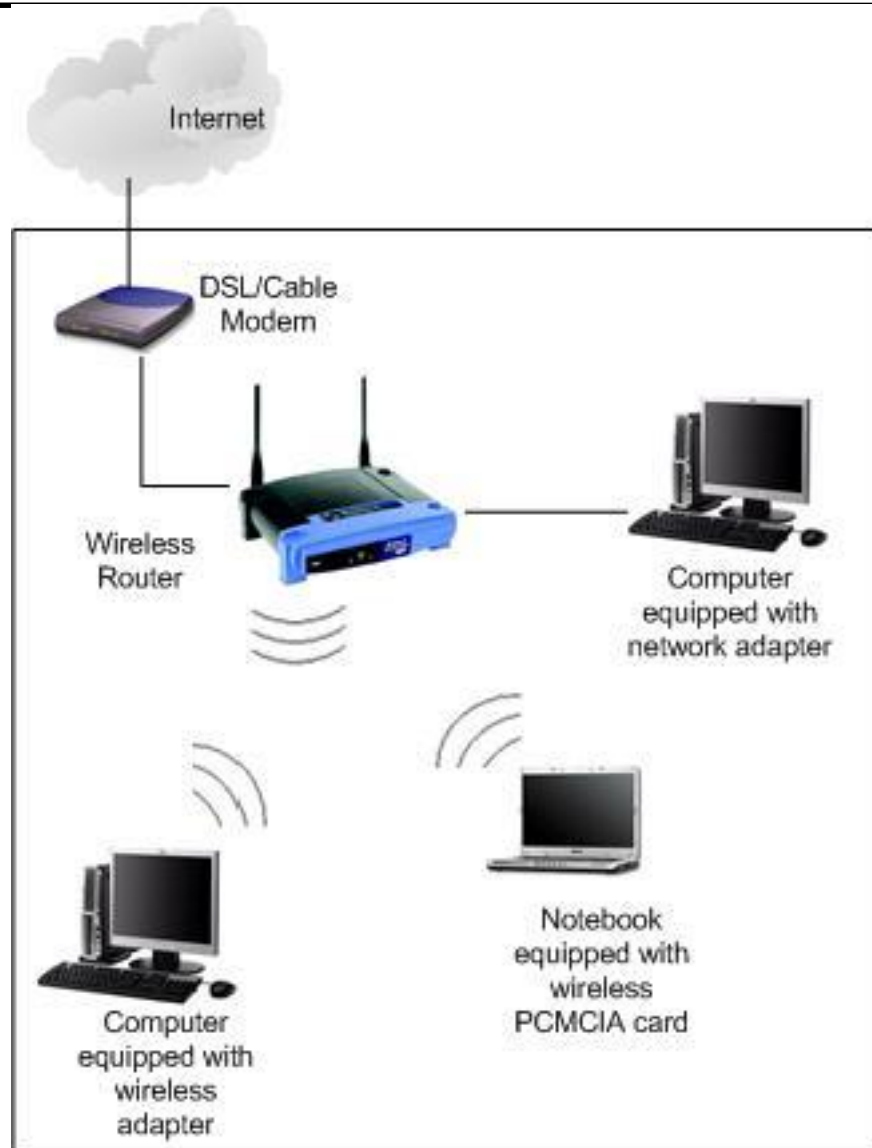 Internet
DSL/Cable
Modem
Wireless
Router
Computer
equipped with
network adapter
Notebook
equipped with
wireless
PCMCIA card
Computer
equipped with
wireless
adapter